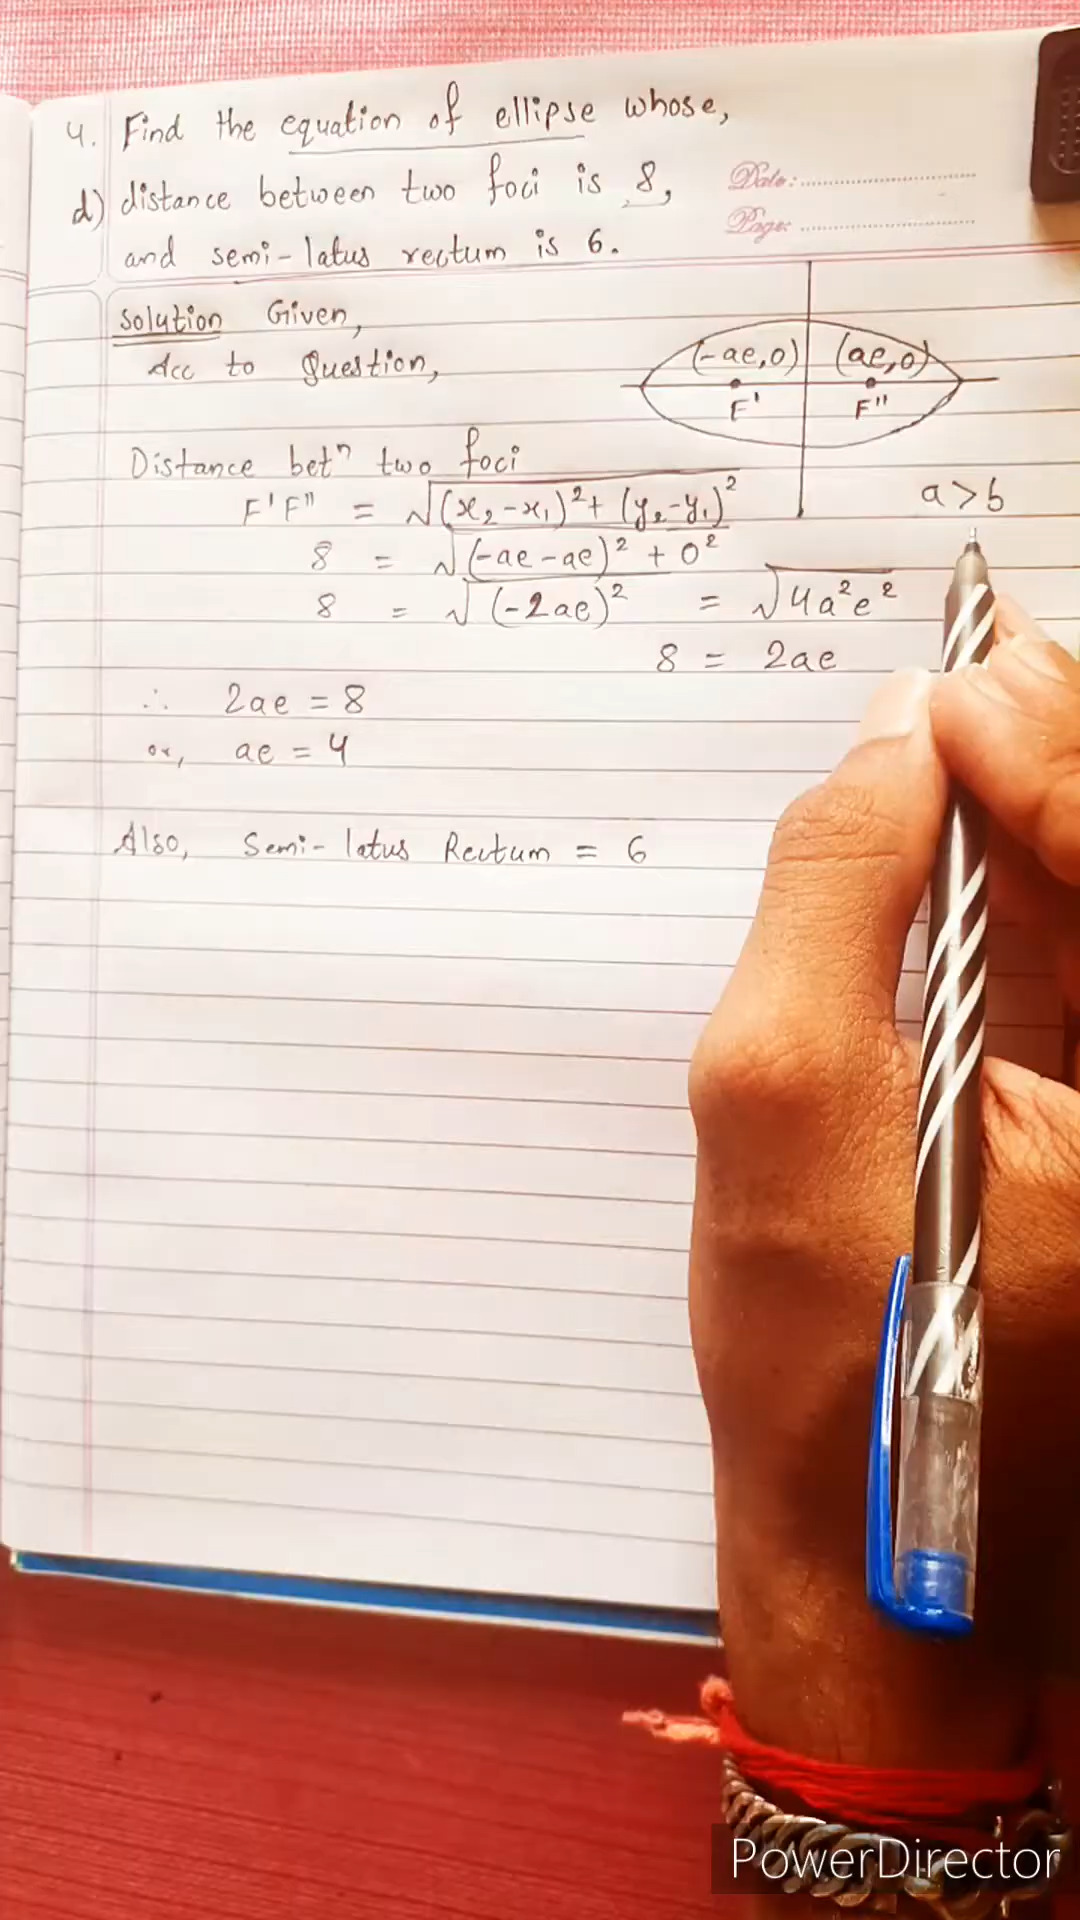 4. Find the equation of ellipse whose,
d) distance between two foci is 8,
and semi-latus rectum is 6.
Date:
Page:
Solution Given,
Acc to Question,
(-ae,0) (ae,0)
F' F"
a > b
Distance betⁿ two foci
F'F" = √(x₂-x₁)²+(y₂-y₁)²
8 = √(-ae-ae)² + 0²
8 = √(-2ae)² = √4a²e²
8 = 2ae
∴ 2ae = 8
or, ae = 4
Also, Semi-latus Rectum = 6
PowerDirector